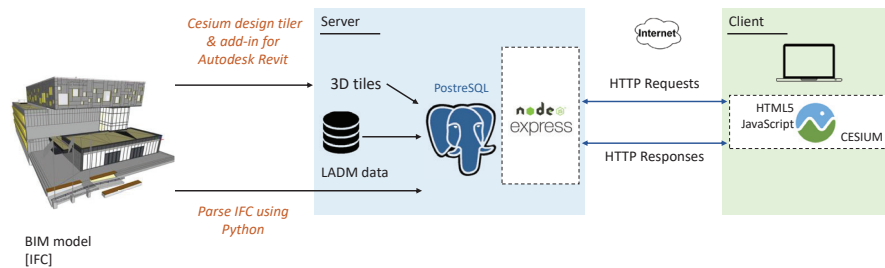 Cesium design tiler
& add-in for
Autodesk Revit
Server
3D tiles
PostreSQL
LADM data
node
express
Internet
HTTP Requests
HTTP Responses
Client
HTML5
JavaScript
CESIUM
Parse IFC using
Python
BIM model
[IFC]